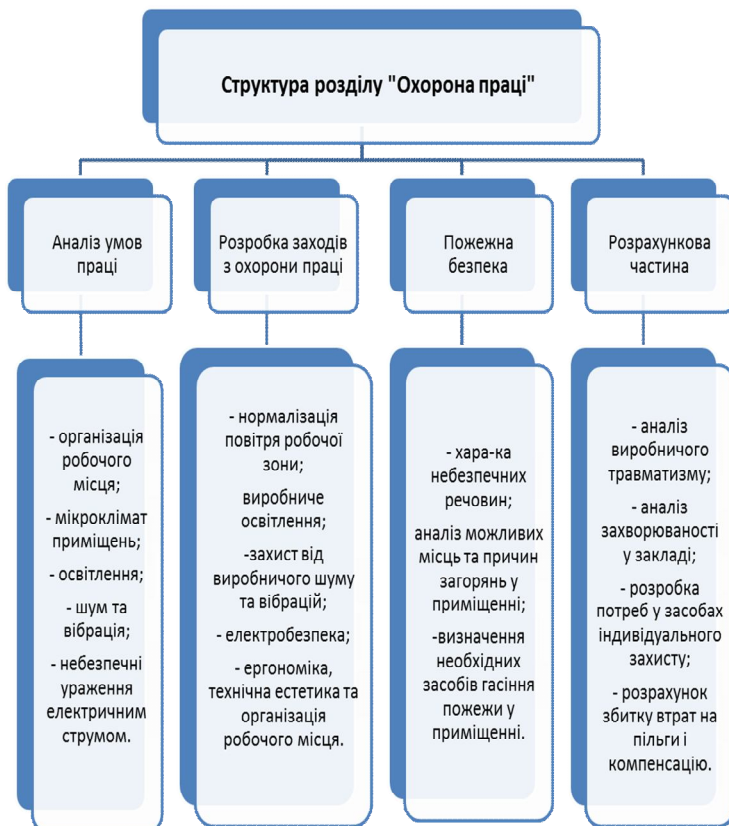 Структура розділу "Охорона праці"
Аналіз умов
праці
Розробка заходів
з охорони праці
Пожежна
безпека
Розрахункова
частина
- організація
робочого
місця;
- мікроклімат
приміщень;
- освітлення;
- шум та
вібрація;
- небезпечні
ураження
електричним
струмом.
- нормалізація
повітря робочої
зони;
виробниче
освітлення;
-захист від
виробничого шуму
та вібрацій;
- електробезпека;
- ергономіка,
технічна естетика та
організація
робочого місця.
- хара-ка
небезпечних
речовин;
аналіз можливих
місць та причин
загорянь у
приміщенні;
-визначення
необхідних
засобів гасіння
пожежи у
приміщенні.
- аналіз
виробничого
травматизму;
- аналіз
захворюваності
у закладі;
- розробка
потреб у засобах
індивідуального
захисту;
- розрахунок
збитку втрат на
пільги і
компенсацію.